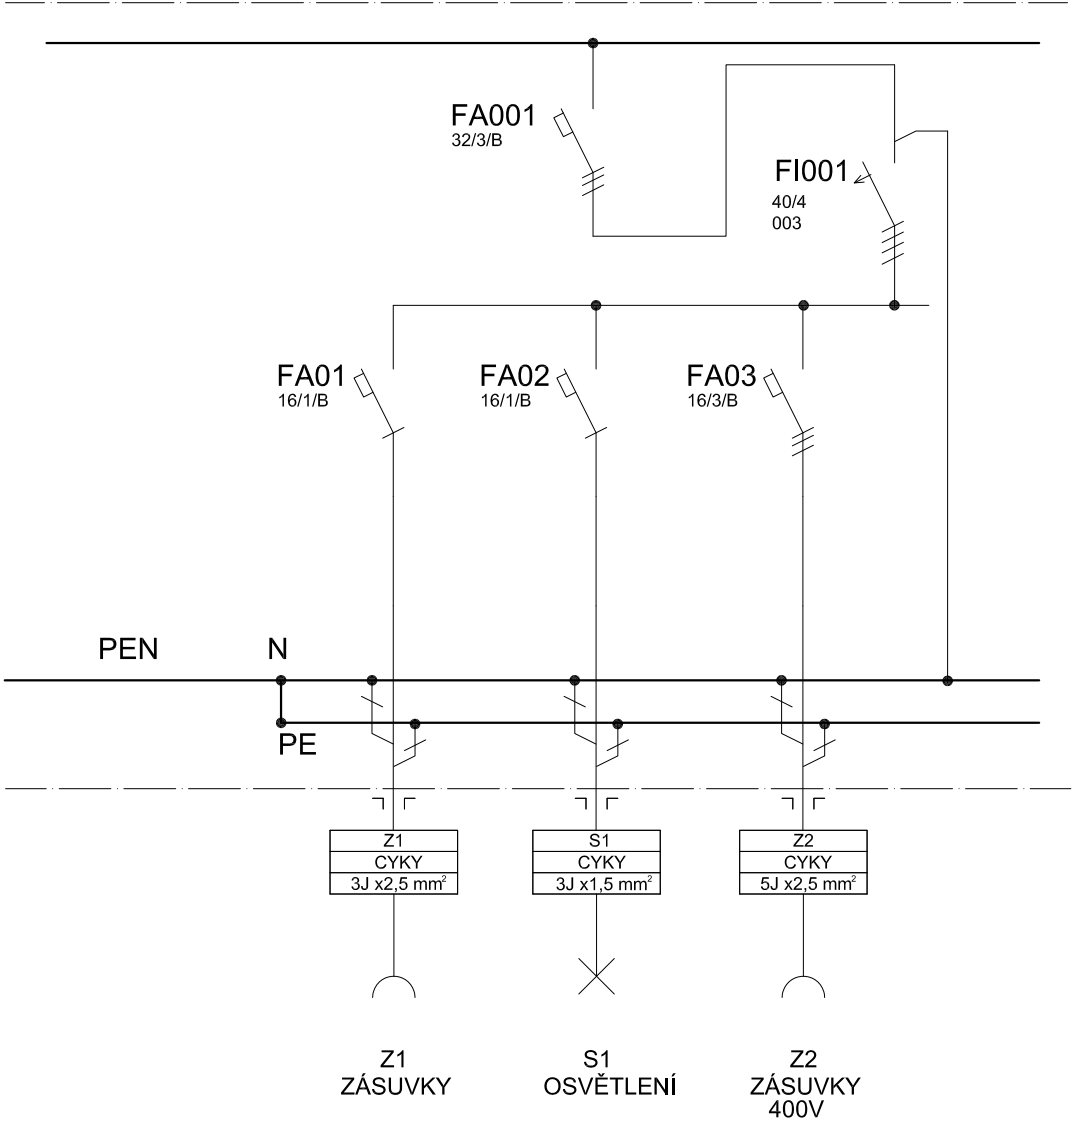 FA001
32/3/B
FI001
40/4
003
FA01
16/1/B
FA02
16/1/B
FA03
16/3/B
PEN
N
PE
Z1
CYKY
3J x2,5 mm²
S1
CYKY
3J x1,5 mm²
Z2
CYKY
5J x2,5 mm²
Z1
ZÁSUVKY
S1
OSVĚTLENÍ
Z2
ZÁSUVKY
400V